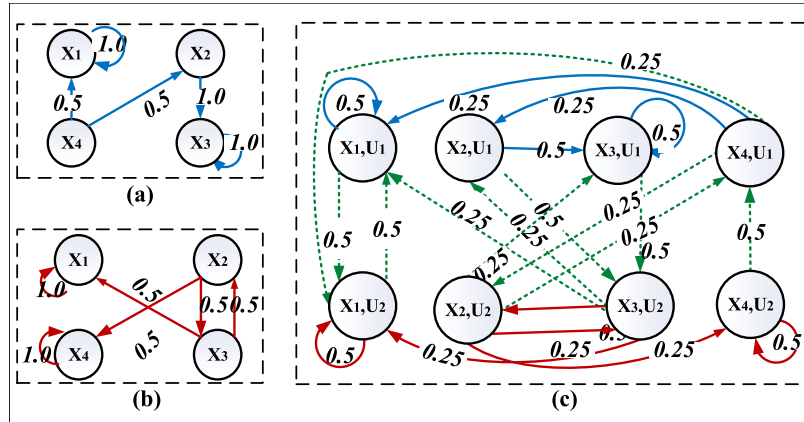 X1 1.0 X2
0.5 0.5 1.0
X4 X3 1.0
(a)
X1 X2
1.0 0.5 0.5 0.5
1.0 X4 0.5 X3
(b)
0.25
0.5 0.25 0.25 0.5
X1,U1 X2,U1 0.5 X3,U1 X4,U1
0.5 0.5 0.25 0.5 0.25 0.25 0.5 0.5
0.25
X1,U2 X2,U2 X3,U2 X4,U2
0.5 0.25 0.25 0.5 0.25 0.5
(c)